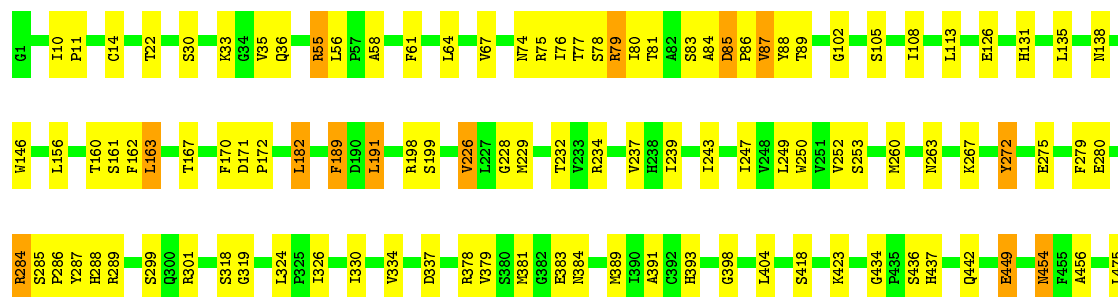 G1 I10 P11 C14 T22 S30 K33 G34 V35 Q36 R55 L56 P57 A58 F61 L64 V67 N74 R75 I76 T77 S78 R79 I80 T81 A82 S83 A84 D85 P86 V87 Y88 T89 G102 S105 I108 L113 E126 H131 L135 N138
W146 L156 T160 S161 F162 L163 T167 F170 D171 P172 L182 F189 D190 L191 R198 S199 V226 L227 G228 M229 T232 V233 R234 V237 H238 I239 I243 I247 V248 L249 W250 V251 V252 S253 M260 N263 K267 Y272 E275 F279 E280
R284 S285 P286 Y287 H288 R289 S299 Q300 R301 S318 G319 L324 P325 I326 I330 V334 D337 R378 V379 S380 M381 G382 E383 N384 M389 I390 A391 C392 H393 G398 L404 S418 K423 G434 P435 S436 H437 Q442 E449 N454 F455 A456 L475